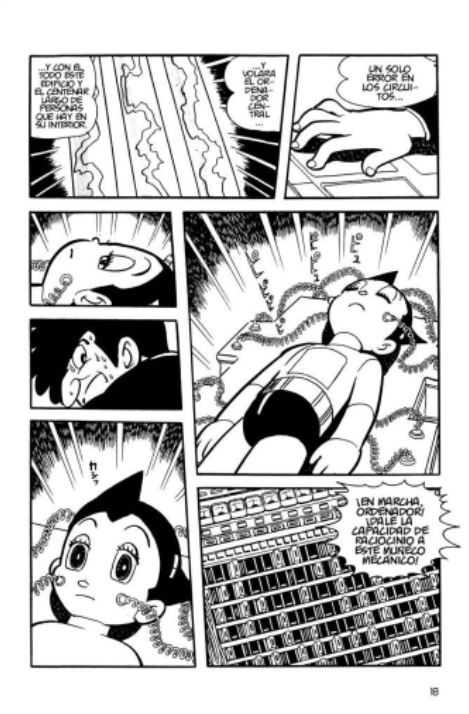 UN SOLO
ERROR EN
LOS CIRCUI-
TOS...
...Y
VOLARÁ
EL OR-
DENA-
DOR
CEN-
TRAL
...
...Y CON ÉL,
TODO ESTE
EDIFICIO Y
EL CENTENAR
LARGO DE
PERSONAS
QUE HAY EN
SU INTERIOR.
¡EN MARCHA,
ORDENADOR!
¡DALE LA
CAPACIDAD DE
RACIOCINIO A
ESTE MUÑECO
MECÁNICO!
18